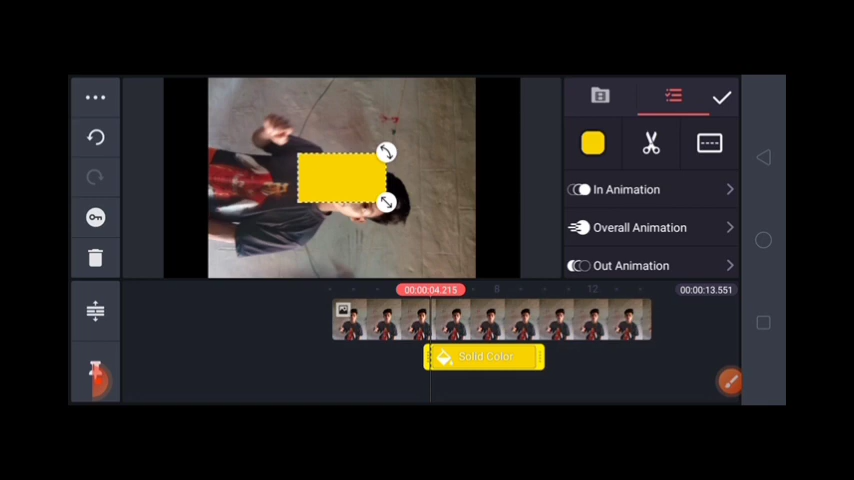 In Animation
Overall Animation
Out Animation
00:00:04.215
8
12
00:00:13.551
Solid Color